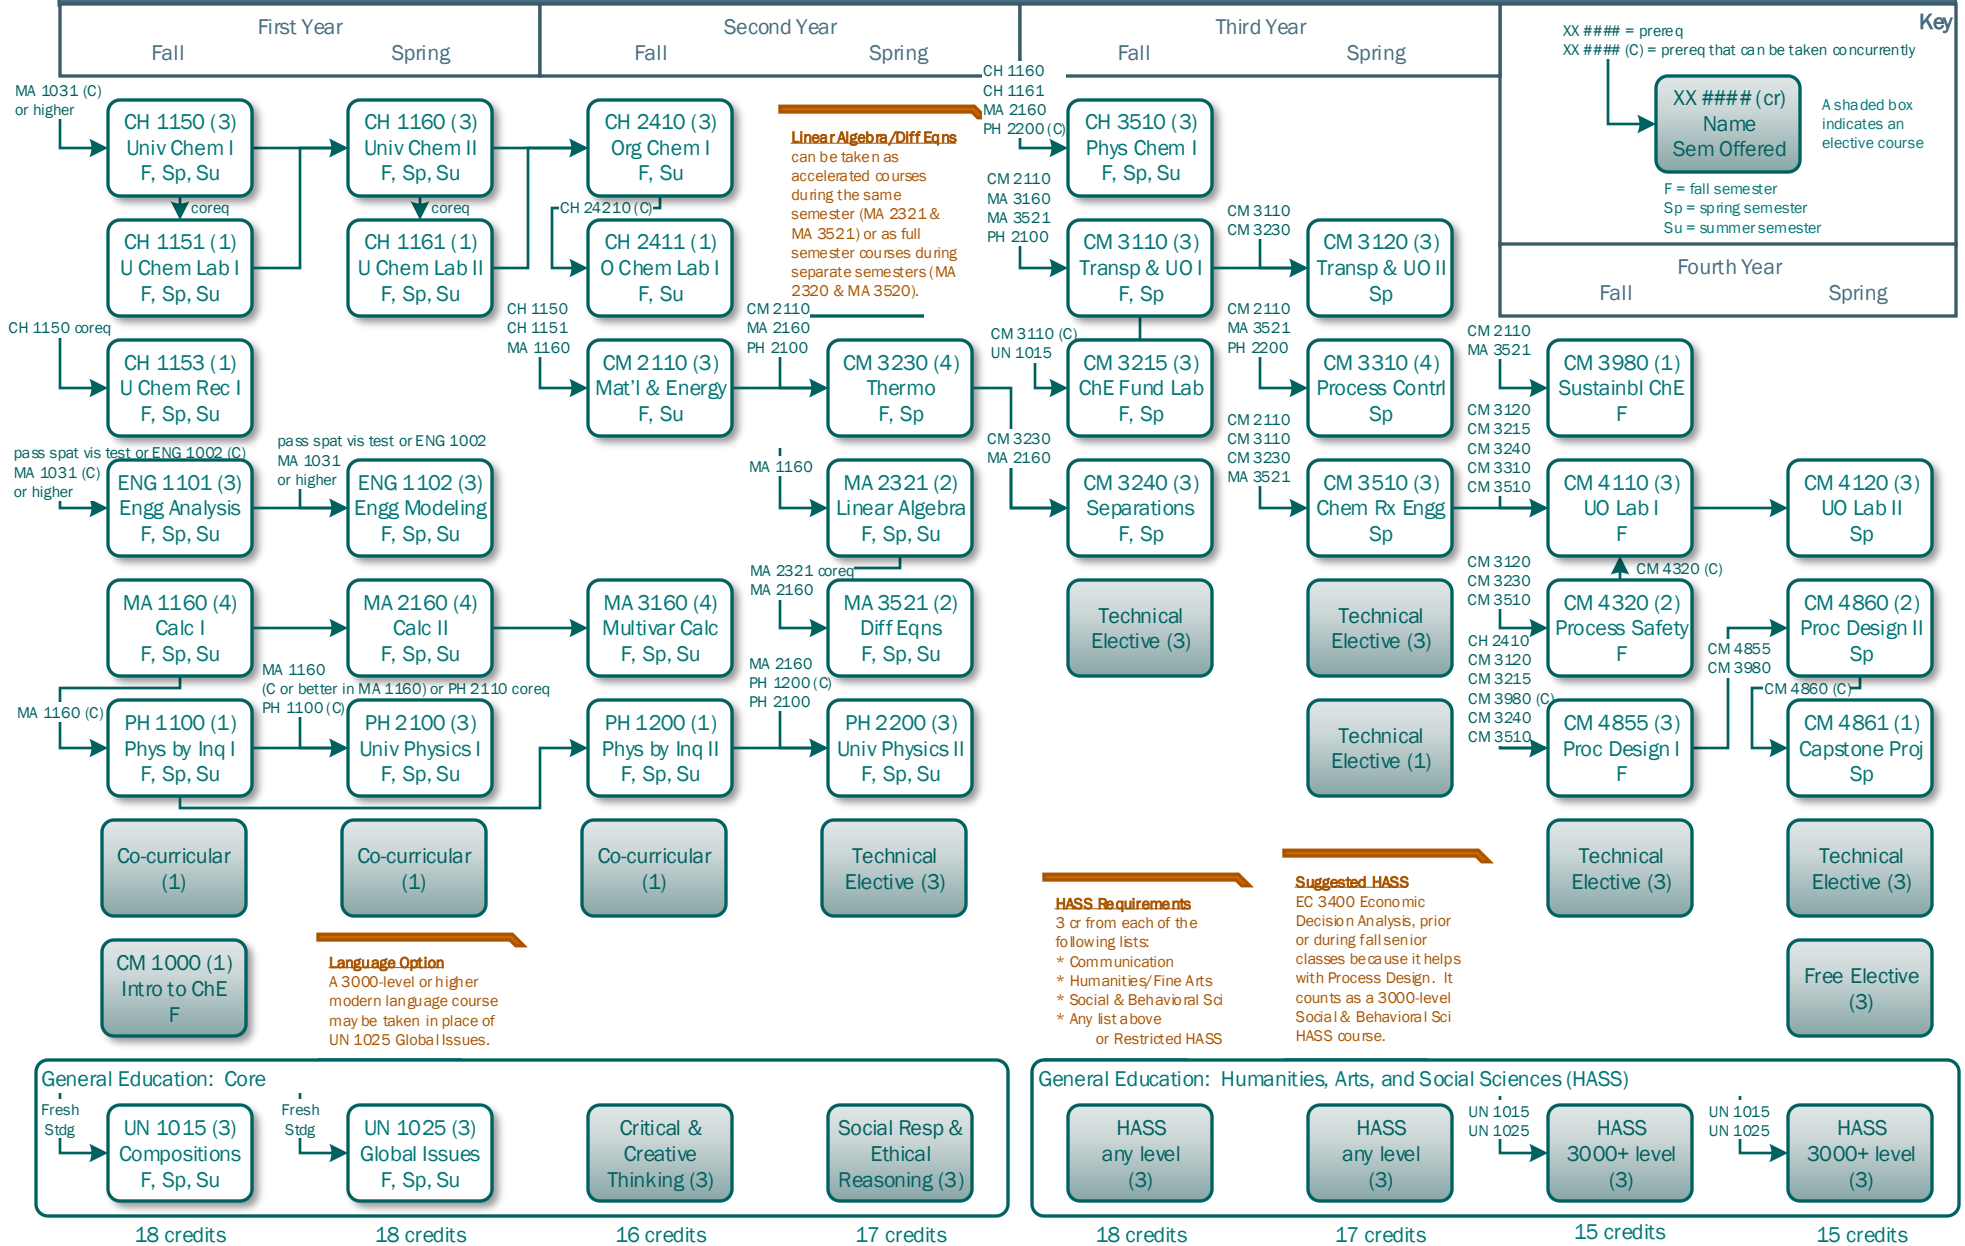 First Year
Fall
Spring
Second Year
Fall
Spring
Third Year
Fall
Spring
Key
XX #### = prereq
XX #### (C) = prereq that can be taken concurrently
XX #### (cr)
Name
Sem Offered
A shaded box
indicates an
elective course
F = fall semester
Sp = spring semester
Su = summer semester
Fourth Year
Fall
Spring
MA 1031 (C)
or higher
CH 1150 (3)
Univ Chem I
F, Sp, Su
coreq
CH 1160 (3)
Univ Chem II
F, Sp, Su
coreq
CH 2410 (3)
Org Chem I
F, Su
CH 24210 (C)
Linear Algebra/Diff Eqns
can be taken as
accelerated courses
during the same
semester (MA 2321 &
MA 3521) or as full
semester courses during
separate semesters (MA
2320 & MA 3520).
CH 1160
CH 1161
MA 2160
PH 2200 (C)
CH 3510 (3)
Phys Chem I
F, Sp, Su
CH 1151 (1)
U Chem Lab I
F, Sp, Su
CH 1161 (1)
U Chem Lab II
F, Sp, Su
CH 2411 (1)
O Chem Lab I
F, Su
CM 2110
MA 3160
MA 3521
PH 2100
CM 3110 (3)
Transp & UO I
F, Sp
CM 3110
CM 3230
CM 3120 (3)
Transp & UO II
Sp
CH 1150 coreq
CH 1153 (1)
U Chem Rec I
F, Sp, Su
CH 1150
CH 1151
MA 1160
CM 2110 (3)
Mat'l & Energy
F, Su
CM 2110
MA 2160
PH 2100
CM 3230 (4)
Thermo
F, Sp
CM 3110 (C)
UN 1015
CM 3215 (3)
ChE Fund Lab
F, Sp
CM 2110
MA 3521
PH 2200
CM 3310 (4)
Process Contrl
Sp
CM 2110
MA 3521
CM 3980 (1)
Sustainbl ChE
F
pass spat vis test or ENG 1002 (C)
MA 1031 (C)
or higher
ENG 1101 (3)
Engg Analysis
F, Sp, Su
pass spat vis test or ENG 1002
MA 1031
or higher
ENG 1102 (3)
Engg Modeling
F, Sp, Su
MA 1160
MA 2321 (2)
Linear Algebra
F, Sp, Su
CM 3230
MA 2160
CM 3240 (3)
Separations
F, Sp
CM 2110
CM 3110
CM 3230
MA 3521
CM 3510 (3)
Chem Rx Engg
Sp
CM 3120
CM 3215
CM 3240
CM 3310
CM 3510
CM 4110 (3)
UO Lab I
F
CM 4120 (3)
UO Lab II
Sp
MA 1160 (4)
Calc I
F, Sp, Su
MA 2160 (4)
Calc II
F, Sp, Su
MA 3160 (4)
Multivar Calc
F, Sp, Su
MA 2321 coreq
MA 2160
MA 3521 (2)
Diff Eqns
F, Sp, Su
Technical
Elective (3)
Technical
Elective (3)
CM 3120
CM 3230
CM 3510
CM 4320 (C)
CM 4320 (2)
Process Safety
F
CM 4855
CM 3980
CM 4860 (2)
Proc Design II
Sp
MA 1160 (C)
PH 1100 (1)
Phys by Inq I
F, Sp, Su
MA 1160
(C or better in MA 1160) or PH 2110 coreq
PH 1100 (C)
PH 2100 (3)
Univ Physics I
F, Sp, Su
PH 1200 (1)
Phys by Inq II
F, Sp, Su
MA 2160
PH 1200 (C)
PH 2100
PH 2200 (3)
Univ Physics II
F, Sp, Su
Technical
Elective (1)
CH 2410
CM 3120
CM 3215
CM 3980 (C)
CM 3240
CM 3510
CM 4855 (3)
Proc Design I
F
CM 4860 (C)
CM 4861 (1)
Capstone Proj
Sp
Co-curricular
(1)
Co-curricular
(1)
Co-curricular
(1)
Technical
Elective (3)
HASS Requirements
3 cr from each of the
following lists:
* Communication
* Humanities/Fine Arts
* Social & Behavioral Sci
* Any list above
or Restricted HASS
Suggested HASS
EC 3400 Economic
Decision Analysis, prior
or during fall senior
classes because it helps
with Process Design. It
counts as a 3000-level
Social & Behavioral Sci
HASS course.
Technical
Elective (3)
Technical
Elective (3)
CM 1000 (1)
Intro to ChE
F
Language Option
A 3000-level or higher
modern language course
may be taken in place of
UN 1025 Global Issues.
Free Elective
(3)
General Education: Core
Fresh
Stdg
UN 1015 (3)
Compositions
F, Sp, Su
Fresh
Stdg
UN 1025 (3)
Global Issues
F, Sp, Su
Critical &
Creative
Thinking (3)
Social Resp &
Ethical
Reasoning (3)
General Education: Humanities, Arts, and Social Sciences (HASS)
HASS
any level
(3)
HASS
any level
(3)
UN 1015
UN 1025
HASS
3000+ level
(3)
UN 1015
UN 1025
HASS
3000+ level
(3)
18 credits
18 credits
16 credits
17 credits
18 credits
17 credits
15 credits
15 credits